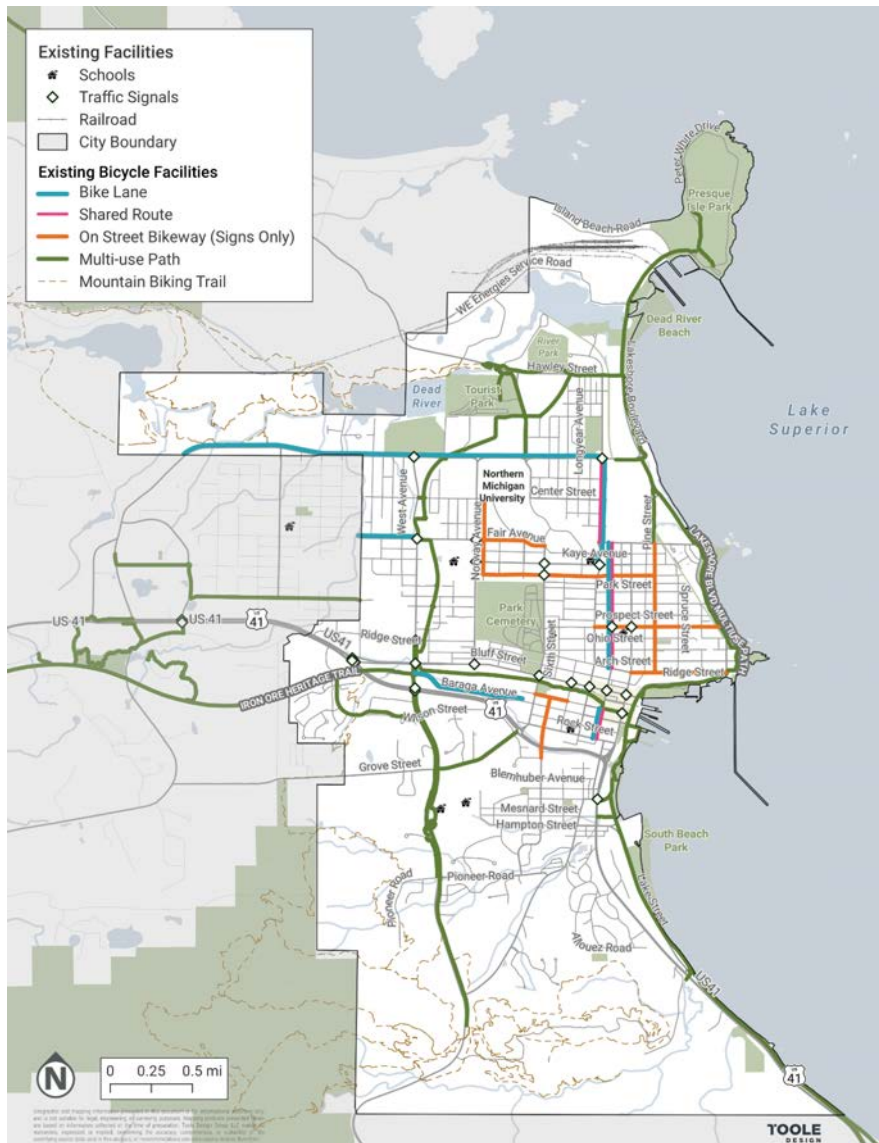 Existing Facilities
Schools
Traffic Signals
Railroad
City Boundary
Existing Bicycle Facilities
Bike Lane
Shared Route
On Street Bikeway (Signs Only)
Multi-use Path
Mountain Biking Trail
Peter White Drive
Presque
Isle Park
Island Beach Road
WE Energies Service Road
Dead River
Beach
River
Park
Hawley Street
Lakeshore Boulevard
Dead
River
Tourist
Park
Lake
Superior
Longyear Avenue
Northern
Michigan
University
Center Street
West Avenue
Norway Avenue
Fair Avenue
Kaye Avenue
Pine Street
LAKESHORE BLVD MULTIUSE PATH
Park Street
Spruce Street
Park
Cemetery
Prospect Street
Ohio Street
Sixth Street
US 41
US 41
US
41
US41
Ridge Street
Bluff Street
Arch Street
Ridge Street
IRON ORE HERITAGE TRAIL
Baraga Avenue
US
41
Wilson Street
Rock Street
Grove Street
Blemhuber Avenue
Mesnard Street
Hampton Street
South Beach
Park
Pioneer Road
Pioneer Road
Lake Street
Allouez Road
US41
US
41
N
0 0.25 0.5 mi
TOOLE
DESIGN